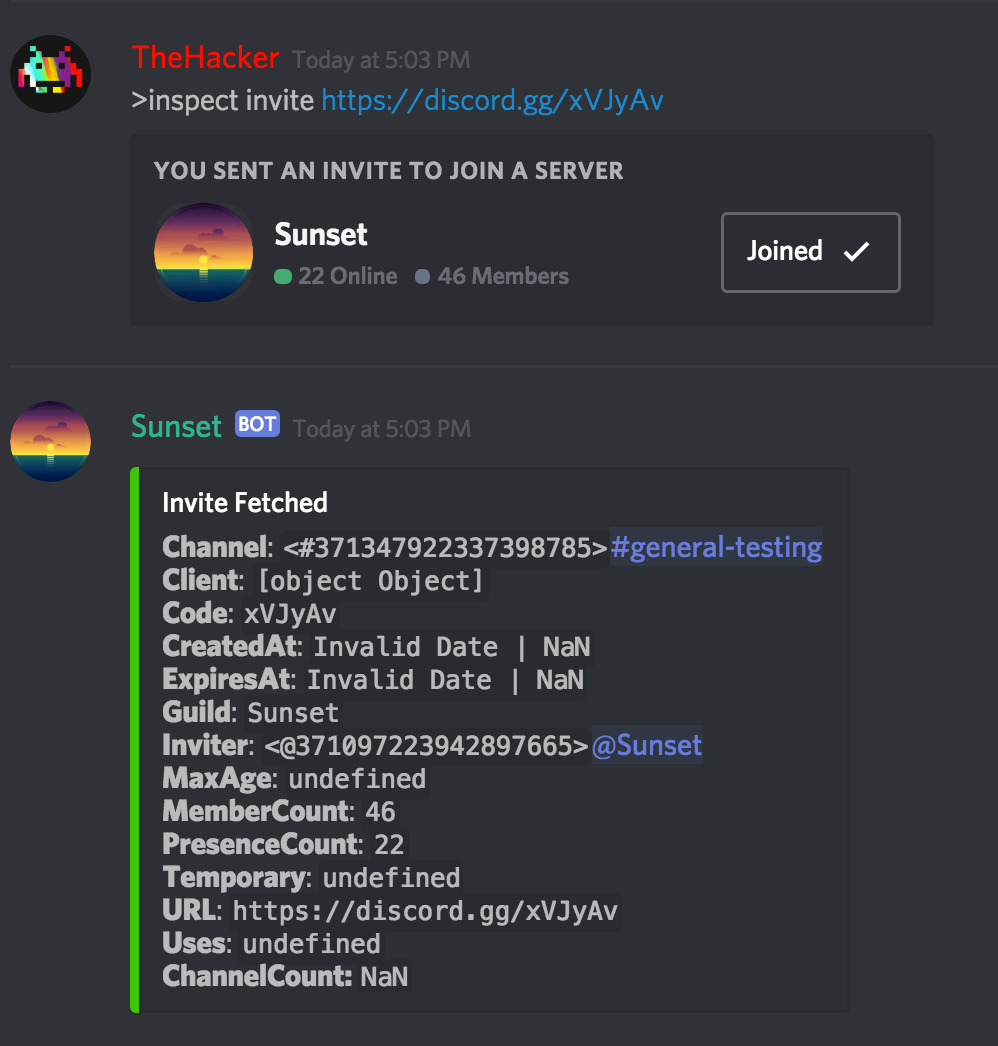 TheHacker Today at 5:03 PM
>inspect invite https://discord.gg/xVJyAv
YOU SENT AN INVITE TO JOIN A SERVER
Sunset
22 Online 46 Members
Joined
Sunset BOT Today at 5:03 PM
Invite Fetched
Channel: <#371347922337398785>#general-testing
Client: [object Object]
Code: xVJyAv
CreatedAt: Invalid Date | NaN
ExpiresAt: Invalid Date | NaN
Guild: Sunset
Inviter: <@371097223942897665>@Sunset
MaxAge: undefined
MemberCount: 46
PresenceCount: 22
Temporary: undefined
URL: https://discord.gg/xVJyAv
Uses: undefined
ChannelCount: NaN